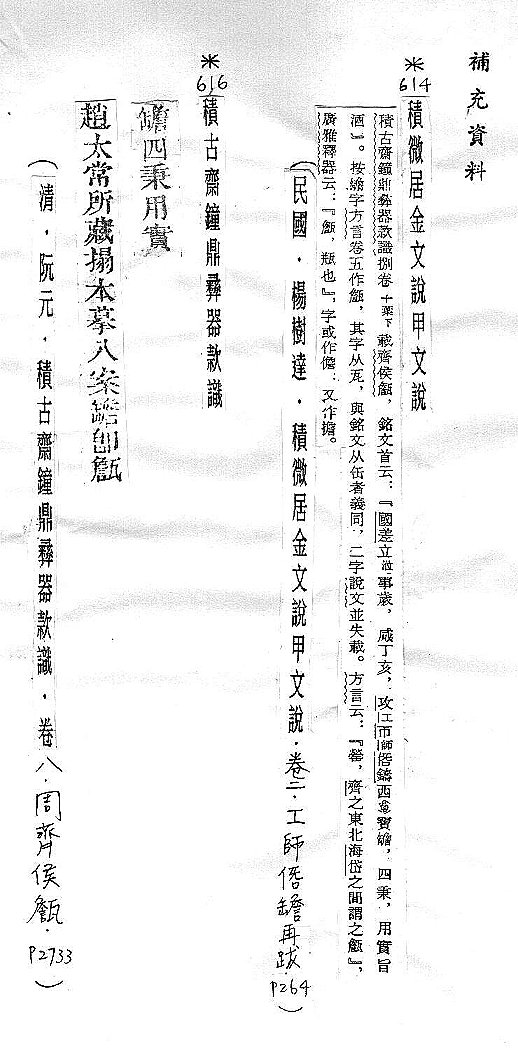 補充資料
*
614
積微居金文說甲文說
積古齋鐘鼎彝器款識捌卷十葉下載齊侯甔，銘文首云：『國差立事歲，咸丁亥，攻工帀師𠈇鑄西寶𦉜，四秉，用實旨
酒』。按𦉜字方言卷五作甔，其字从瓦，與銘文从缶者義同，二字說文並失載。方言云：『罃，齊之東北海岱之間謂之甔』，
廣雅釋器云：『甔，瓶也』，字或作儋，又作擔。
（民國．楊樹達．積微居金文說甲文說．卷二．工師𠈇𦉜再跋 P264）
*
616
積古齋鐘鼎彝器款識
𦉜四秉用實
趙太常所藏搨本摹入案𦉜即甔
（清．阮元．積古齋鐘鼎彝器款識．卷八．周齊侯甔．P2733）